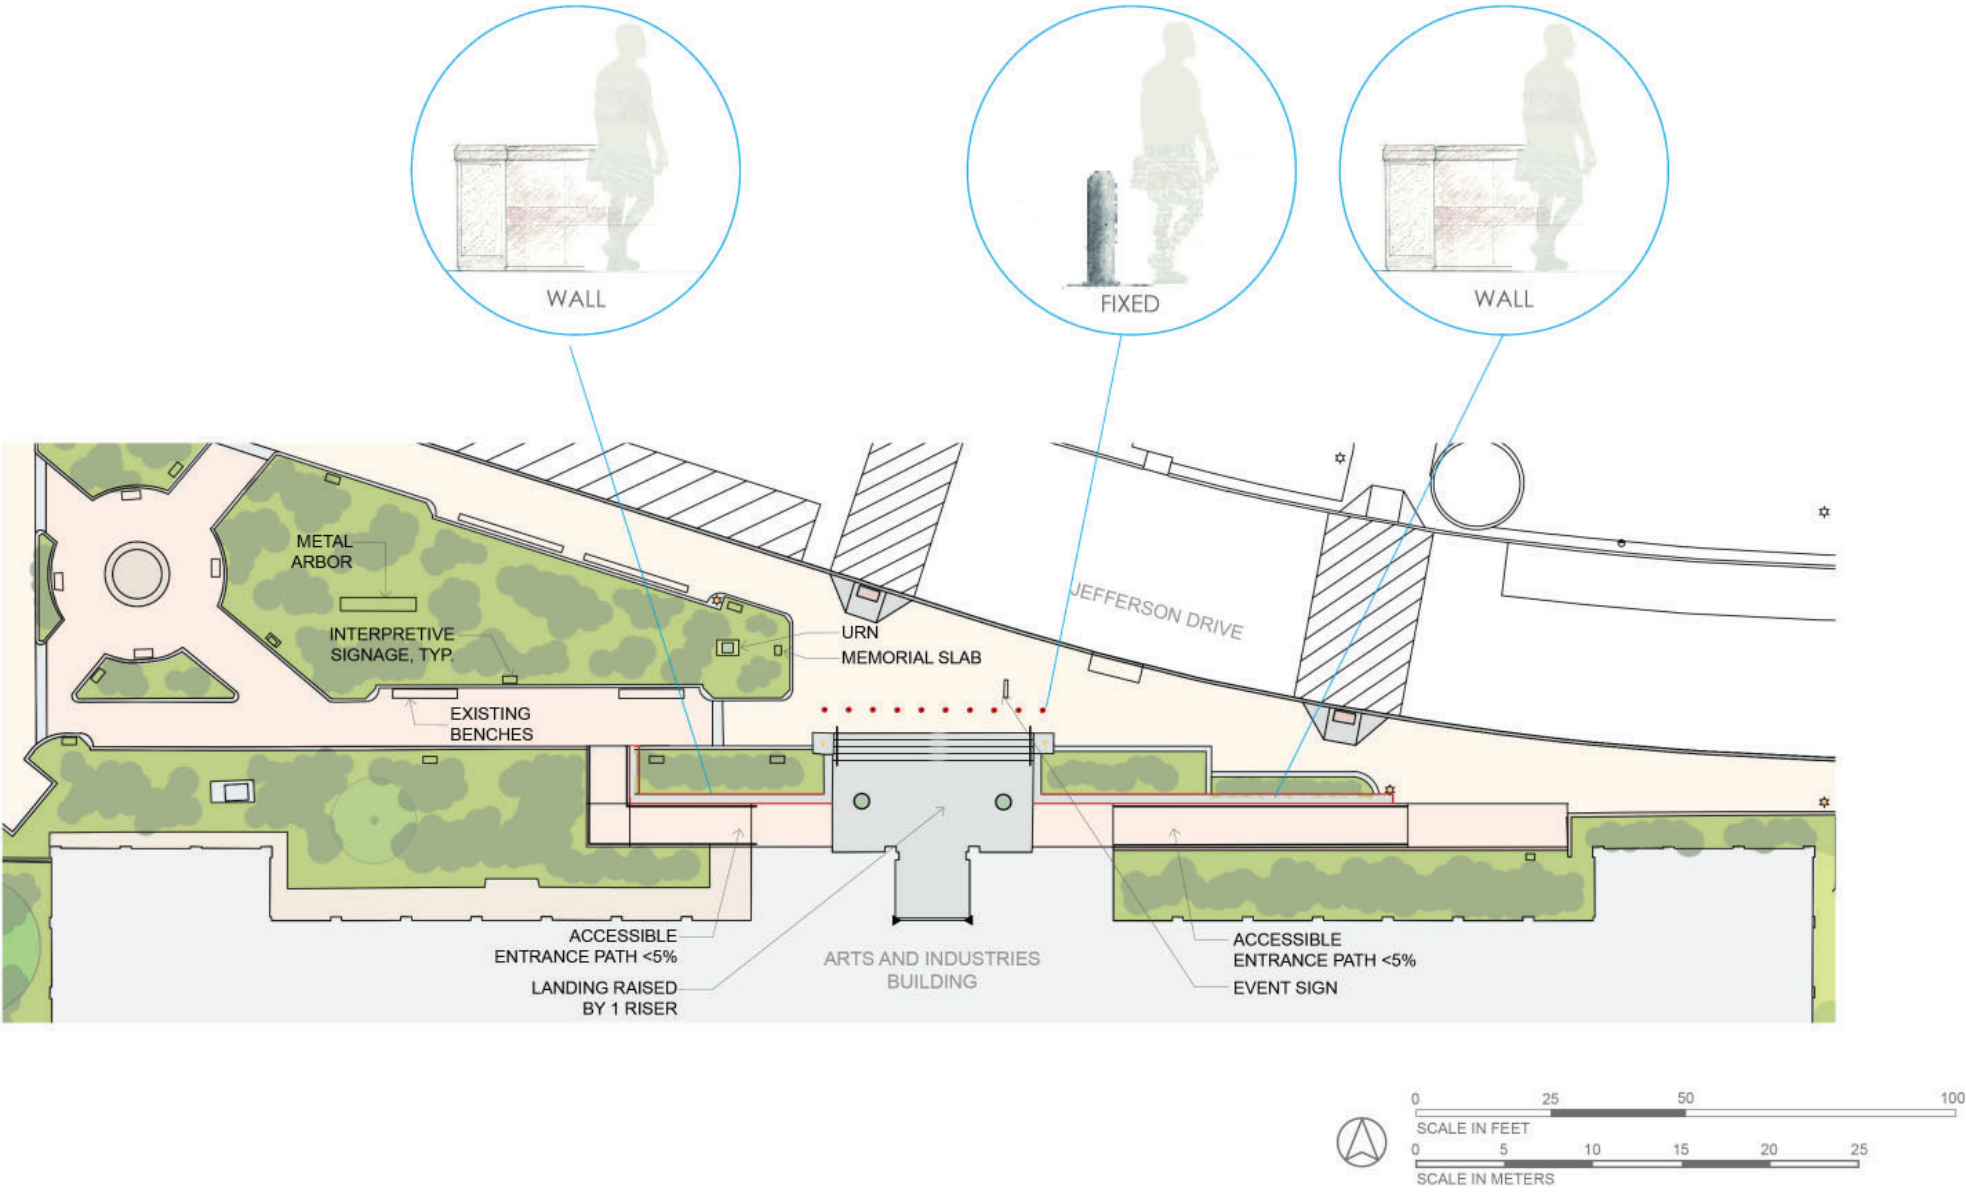 WALL
FIXED
WALL
METAL
ARBOR
INTERPRETIVE
SIGNAGE, TYP.
URN
MEMORIAL SLAB
JEFFERSON DRIVE
EXISTING
BENCHES
ACCESSIBLE
ENTRANCE PATH <5%
LANDING RAISED
BY 1 RISER
ARTS AND INDUSTRIES
BUILDING
ACCESSIBLE
ENTRANCE PATH <5%
EVENT SIGN
0 25 50 100
SCALE IN FEET
0 5 10 15 20 25
SCALE IN METERS